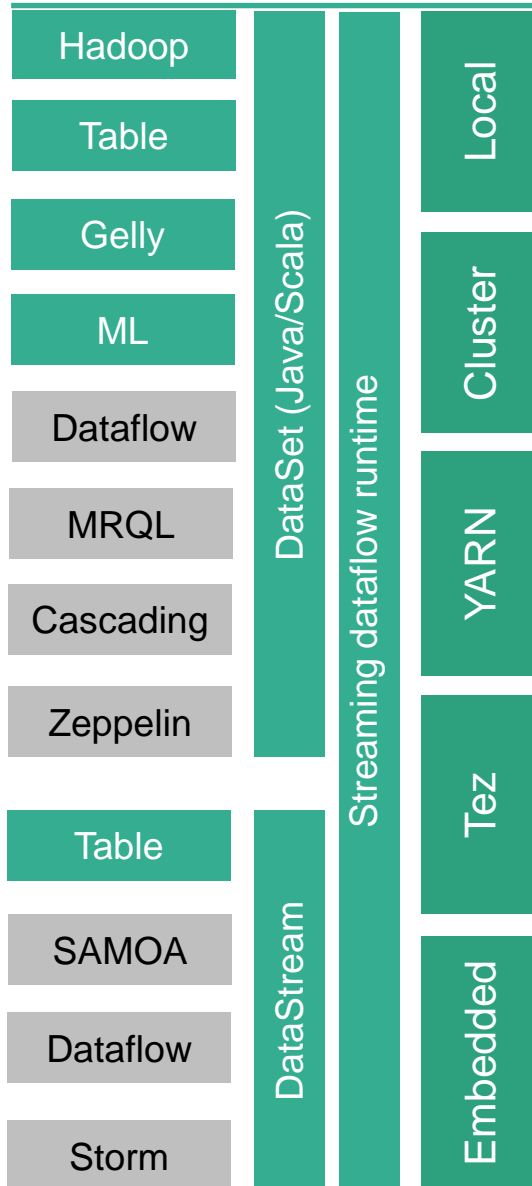 Hadoop
Table
Gelly
ML
Dataflow
MRQL
Cascading
Zeppelin
Table
SAMOA
Dataflow
Storm
DataSet (Java/Scala)
DataStream
Streaming dataflow runtime
Local
Cluster
YARN
Tez
Embedded